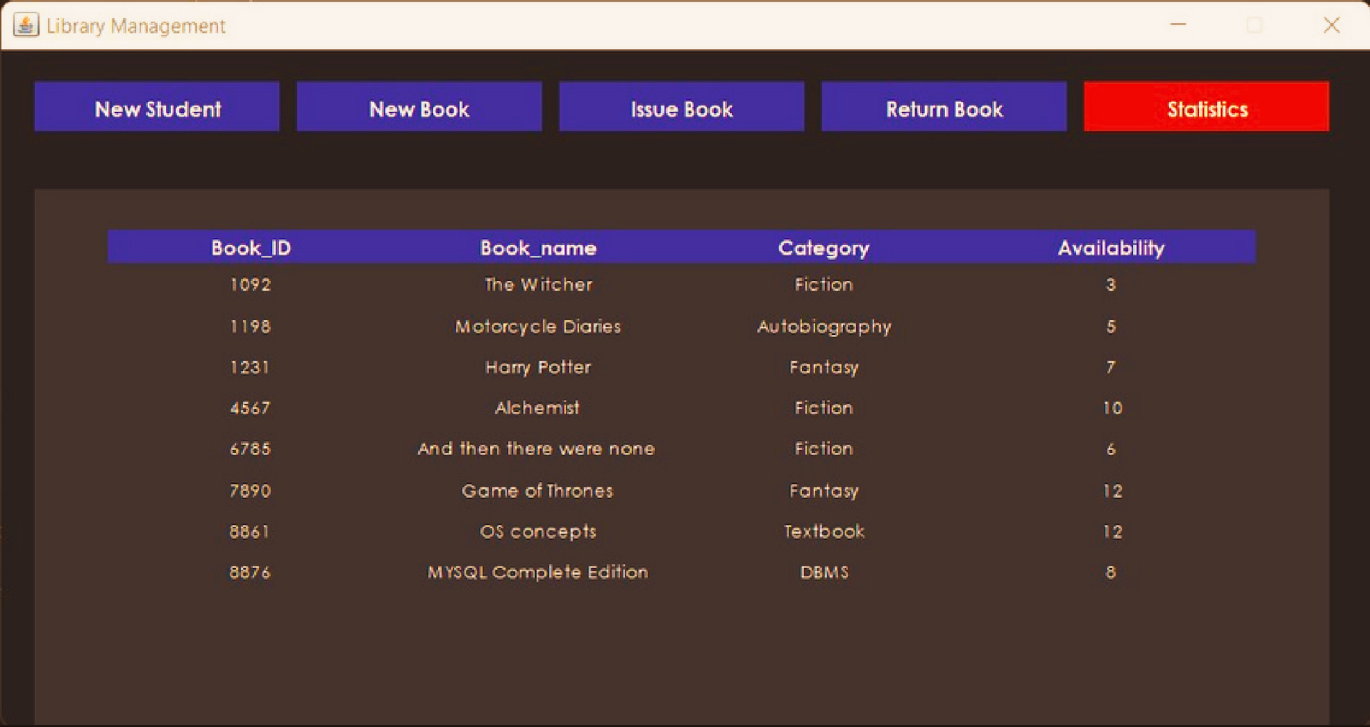 Library Management
New Student New Book Issue Book Return Book Statistics
Book_ID Book_name Category Availability
1092 The Witcher Fiction 3
1198 Motorcycle Diaries Autobiography 5
1231 Harry Potter Fantasy 7
4567 Alchemist Fiction 10
6785 And then there were none Fiction 6
7890 Game of Thrones Fantasy 12
8861 OS concepts Textbook 12
8876 MYSQL Complete Edition DBMS 8